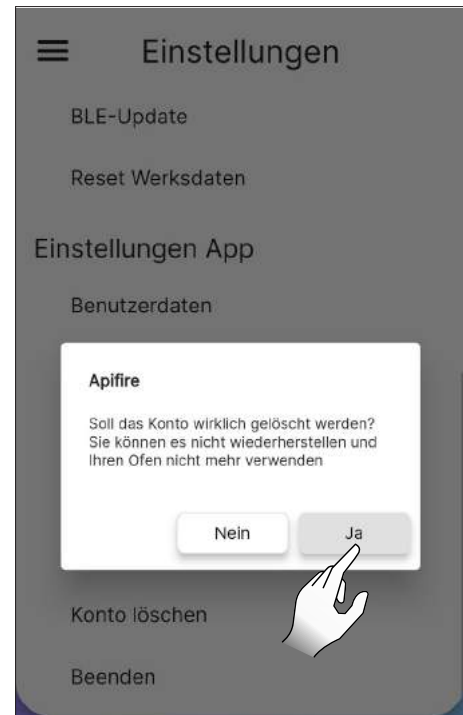 Einstellungen
BLE-Update
Reset Werksdaten
Einstellungen App
Benutzerdaten
Apifire
Soll das Konto wirklich gelöscht werden?
Sie können es nicht wiederherstellen und
Ihren Ofen nicht mehr verwenden
Nein Ja
Konto löschen
Beenden